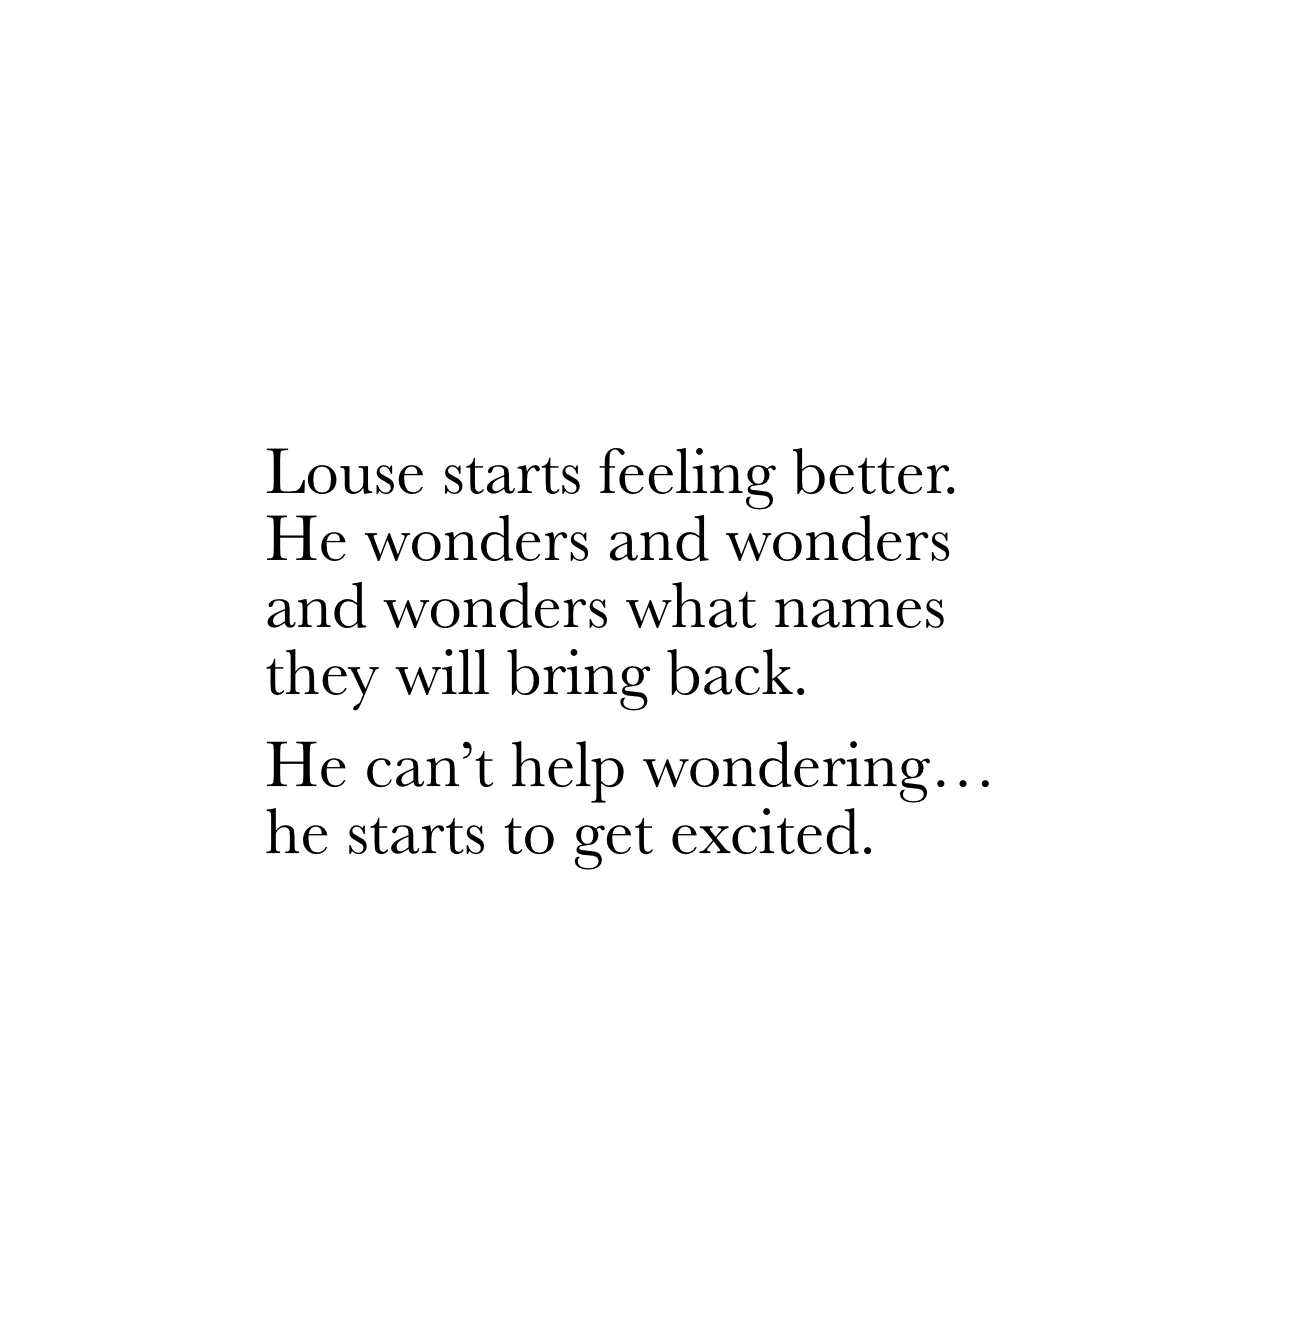 Louse starts feeling better.
He wonders and wonders
and wonders what names
they will bring back.
He can’t help wondering…
he starts to get excited.